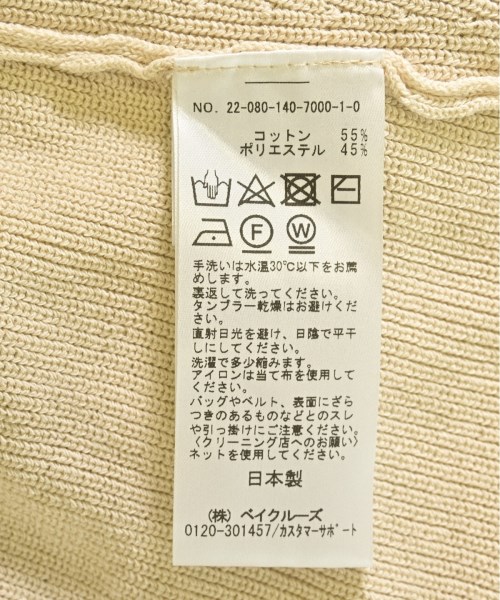 NO. 22-080-140-7000-1-0
コットン 55%
ポリエステル 45%
F W
手洗いは水温30℃以下をお薦
めします。
裏返して洗ってください。
タンブラー乾燥はお避けくださ
い。
直射日光を避け、日陰で平干
しにしてください。
洗濯で多少縮みます。
アイロンは当て布を使用して
ください。
バッグやベルト、表面にざら
つきのあるものなどとのスレ
や引っ掛けにご注意ください。
〈クリーニング店へのお願い〉
ネットを使用してください。
日本製
(株) ベイクルーズ
0120-301457/カスタマーサポート